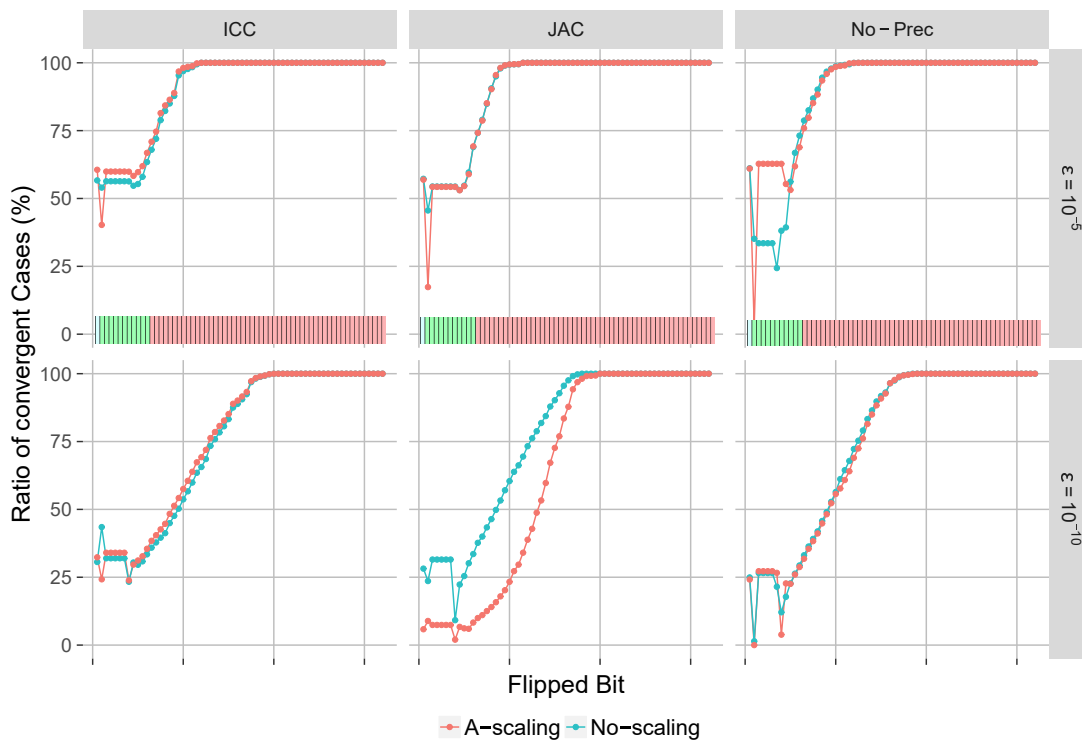 ICC
JAC
No−Prec
Ratio of convergent Cases (%)
100
75
50
25
0
ε = 10⁻⁵
100
75
50
25
0
ε = 10⁻¹⁰
Flipped Bit
A−scaling
No−scaling